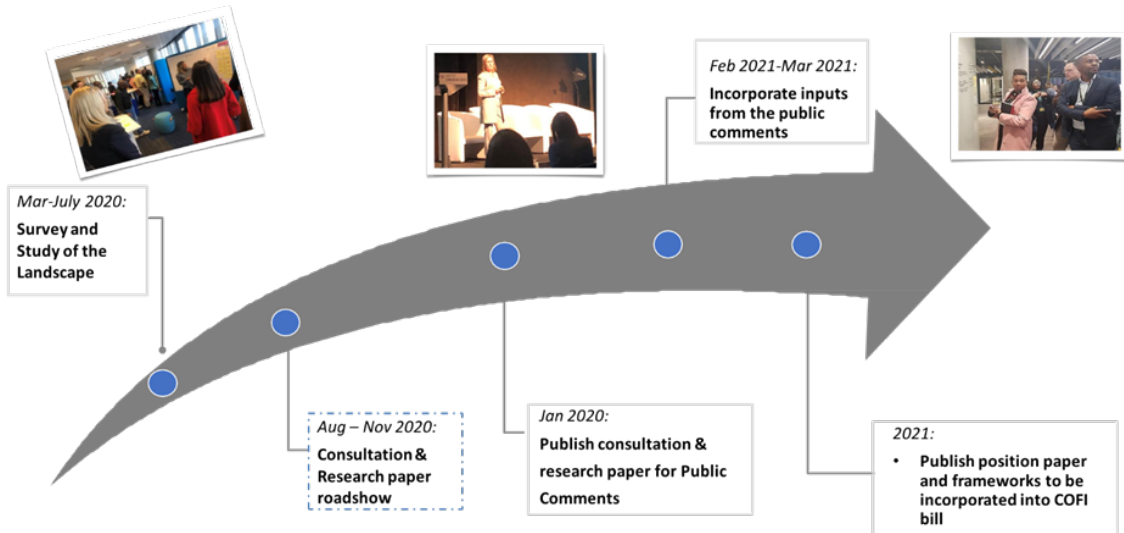 Mar-July 2020:
Survey and
Study of the
Landscape
Aug – Nov 2020:
Consultation &
Research paper
roadshow
Jan 2020:
Publish consultation &
research paper for Public
Comments
Feb 2021-Mar 2021:
Incorporate inputs
from the public
comments
2021:
• Publish position paper
and frameworks to be
incorporated into COFI
bill